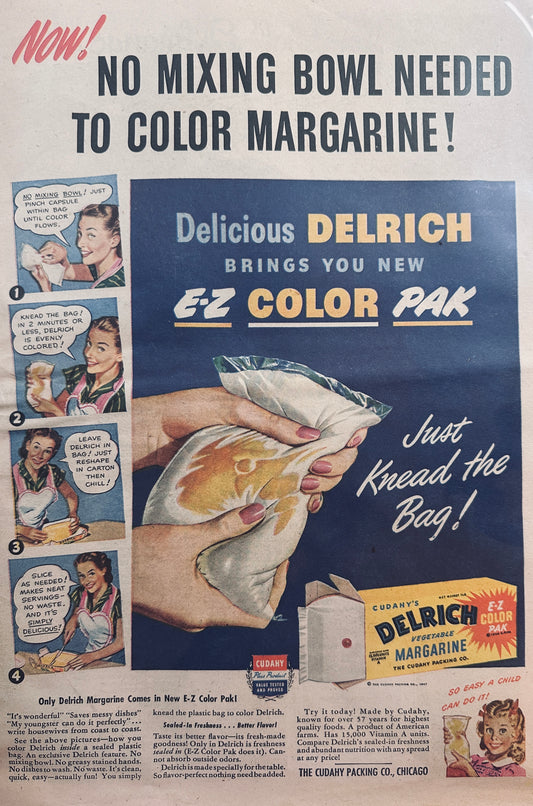 Now!
NO MIXING BOWL NEEDED
TO COLOR MARGARINE!
NO MIXING BOWL! JUST
PINCH CAPSULE
WITHIN BAG
UNTIL COLOR
FLOWS.
1
KNEAD THE BAG!
IN 2 MINUTES OR
LESS, DELRICH
IS EVENLY
COLORED!
2
LEAVE
DELRICH IN
BAG! JUST
RESHAPE
IN CARTON
THEN
CHILL!
3
SLICE
AS NEEDED!
MAKES NEAT
SERVINGS-
NO WASTE.
AND IT'S
SIMPLY
DELICIOUS!
4
Delicious DELRICH
BRINGS YOU NEW
E-Z COLOR PAK
Just
Knead the
Bag!
CUDAHY'S
DELRICH
E-Z
COLOR
PAK
VEGETABLE
MARGARINE
THE CUDAHY PACKING CO.
CUDAHY
Plus Product
VALUE TESTED
AND PROVED
Only Delrich Margarine Comes in New E-Z Color Pak!
"It's wonderful" "Saves messy dishes"
"My youngster can do it perfectly"...
write housewives from coast to coast.
See the above pictures—how you
color Delrich inside a sealed plastic
bag. An exclusive Delrich Feature. No
mixing bowl. No greasy stained hands.
No dishes to wash. No waste. It's clean,
quick, easy—actually fun! You simply
knead the plastic bag to color Delrich.
Sealed-In Freshness . . . Better Flavor!
Taste its better flavor—its fresh-made
goodness! Only in Delrich is freshness
sealed in (E-Z Color Pak does it). Can-
not absorb outside odors.
Delrich is made specially for the table.
So flavor-perfect nothing need be added.
Try it today! Made by Cudahy,
known for over 57 years for highest
quality foods. A product of American
farms. Has 15,000 Vitamin A units.
Compare Delrich's sealed-in freshness
and abundant nutrition with any spread
at any price!
THE CUDAHY PACKING CO., CHICAGO
SO EASY A CHILD
CAN DO IT!